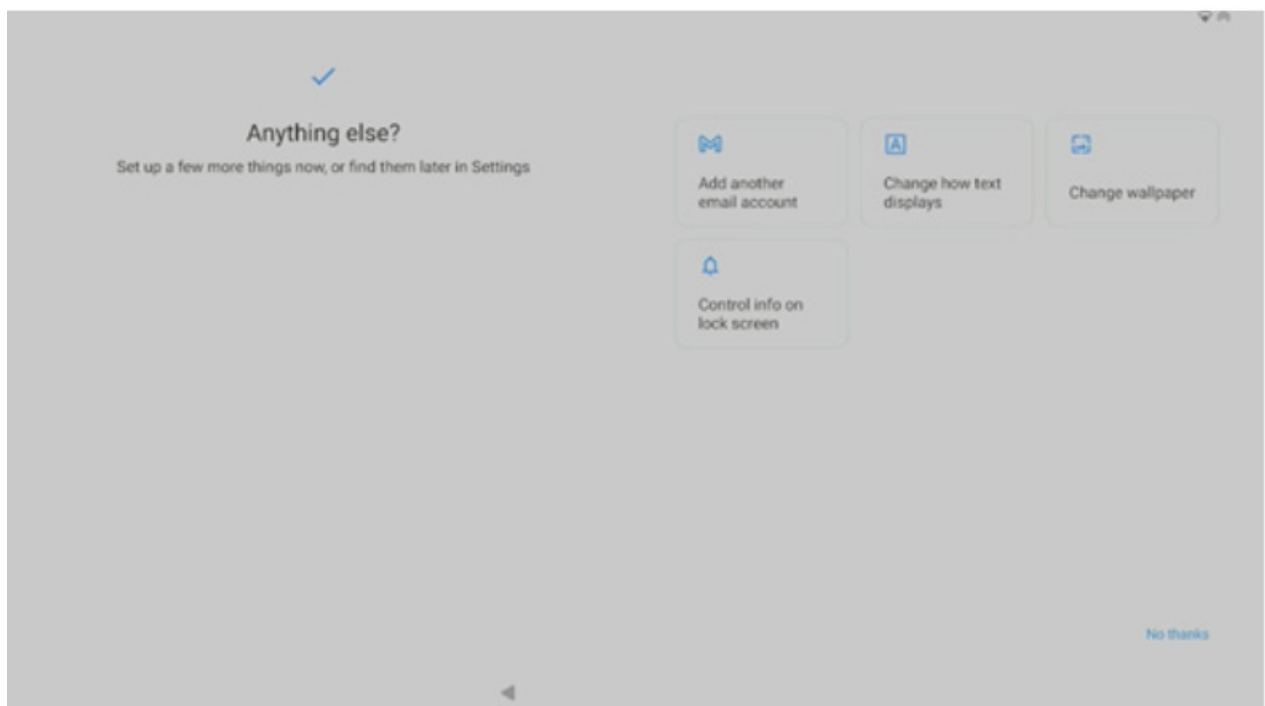 Anything else?
Set up a few more things now, or find them later in Settings
Add another
email account
Change how text
displays
Change wallpaper
Control info on
lock screen
No thanks